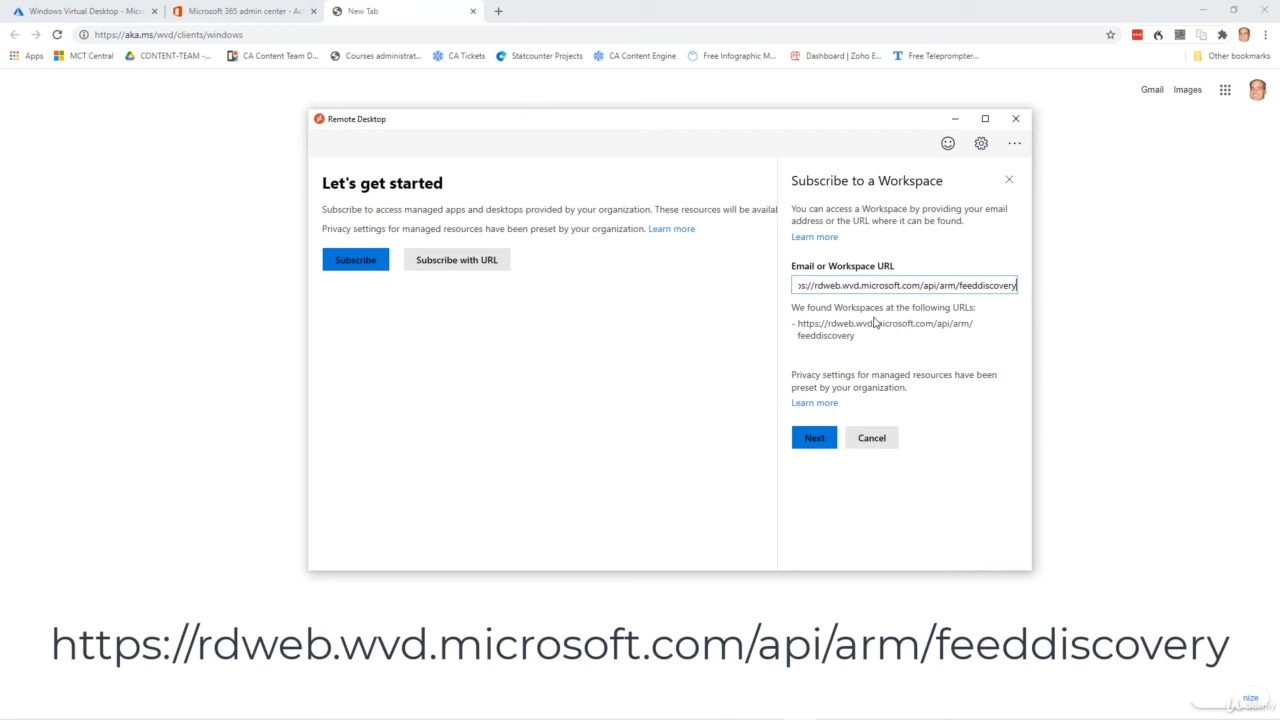 Windows Virtual Desktop - Micro
Microsoft 365 admin center - Act
New Tab
https://aka.ms/wvd/clients/windows
Apps
MCT Central
CONTENT-TEAM -...
CA Content Team D...
Courses administrat...
CA Tickets
Statcounter Projects
CA Content Engine
Free Infographic M...
Dashboard | Zoho E...
Free Teleprompter...
Other bookmarks
Gmail Images
Remote Desktop
Let's get started
Subscribe to access managed apps and desktops provided by your organization. These resources will be availal
Privacy settings for managed resources have been preset by your organization. Learn more
Subscribe
Subscribe with URL
Subscribe to a Workspace
You can access a Workspace by providing your email
address or the URL where it can be found.
Learn more
Email or Workspace URL
ps://rdweb.wvd.microsoft.com/api/arm/feeddiscovery
We found Workspaces at the following URLs:
- https://rdweb.wvd.microsoft.com/api/arm/
feeddiscovery
Privacy settings for managed resources have been
preset by your organization.
Learn more
Next
Cancel
https://rdweb.wvd.microsoft.com/api/arm/feeddiscovery
nize
Udemy